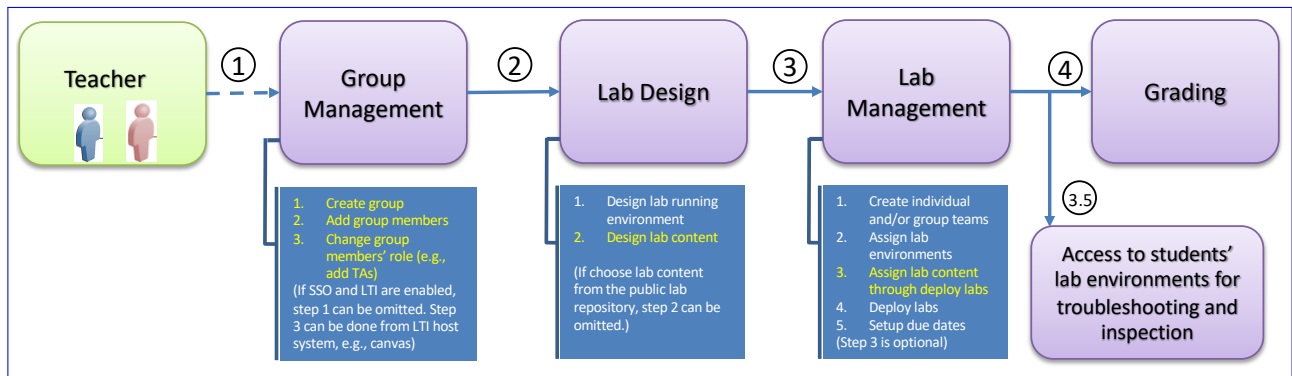 Teacher
1
Group
Management
2
Lab Design
3
Lab
Management
4
Grading
1. Create group
2. Add group members
3. Change group
members' role (e.g.,
add TAs)
(If SSO and LTI are enabled,
step 1 can be omitted. Step
3 can be done from LTI host
system, e.g., canvas)
1. Design lab running
environment
2. Design lab content
(If choose lab content
from the public lab
repository, step 2 can be
omitted.)
1. Create individual
and/or group teams
2. Assign lab
environments
3. Assign lab content
through deploy labs
4. Deploy labs
5. Setup due dates
(Step 3 is optional)
3.5
Access to students'
lab environments for
troubleshooting and
inspection